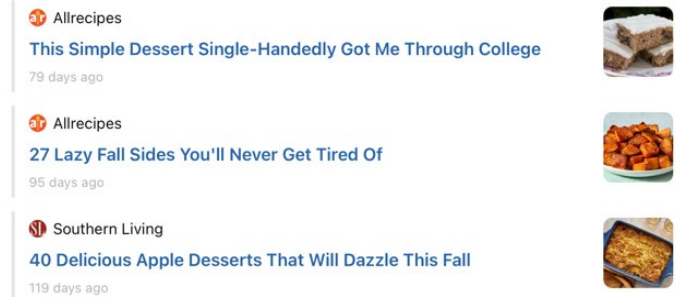 Allrecipes
This Simple Dessert Single-Handedly Got Me Through College
79 days ago
Allrecipes
27 Lazy Fall Sides You'll Never Get Tired Of
95 days ago
SL Southern Living
40 Delicious Apple Desserts That Will Dazzle This Fall
119 days ago